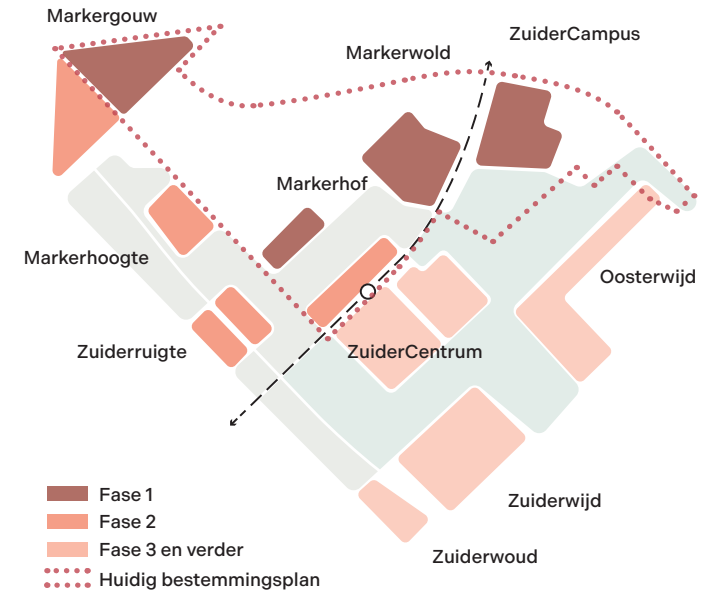 Markergouw
ZuiderCampus
Markerwold
Markerhof
Markerhoogte
Oosterwijd
Zuiderruigte
ZuiderCentrum
Zuiderwijd
Zuiderwoud
Fase 1
Fase 2
Fase 3 en verder
Huidig bestemmingsplan